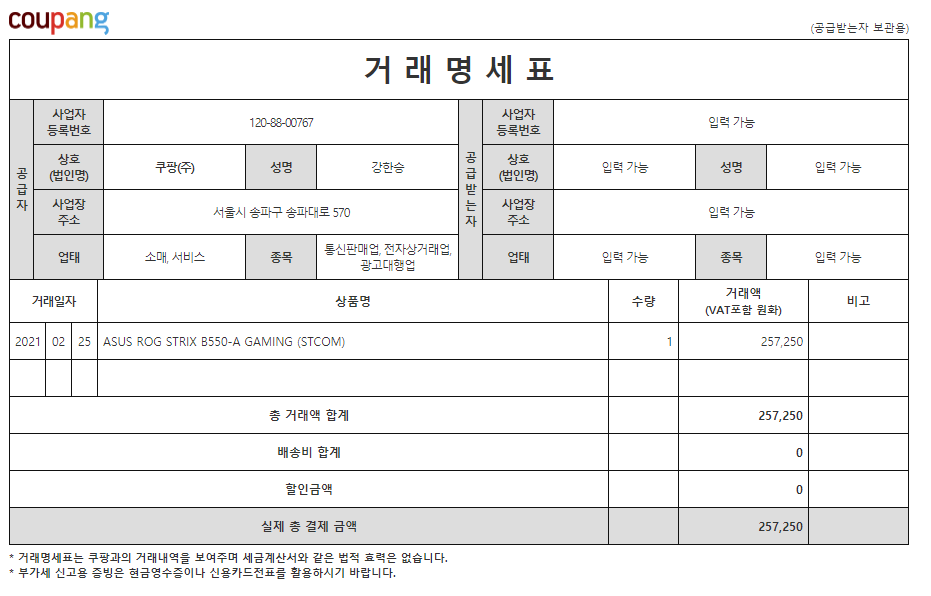 coupang
(공급받는자 보관용)
거 래 명 세 표
공급자
사업자
등록번호
120-88-00767
공급받는자
사업자
등록번호
입력 가능
상호
(법인명)
쿠팡(주)
성명
강한승
상호
(법인명)
입력 가능
성명
입력 가능
사업장
주소
서울시 송파구 송파대로 570
사업장
주소
입력 가능
업태
소매, 서비스
종목
통신판매업, 전자상거래업,
광고대행업
업태
입력 가능
종목
입력 가능
거래일자
상품명
수량
거래액
(VAT포함 원화)
비고
2021 02 25 ASUS ROG STRIX B550-A GAMING (STCOM) 1 257,250
총 거래액 합계 257,250
배송비 합계 0
할인금액 0
실제 총 결제 금액 257,250
* 거래명세표는 쿠팡과의 거래내역을 보여주며 세금계산서와 같은 법적 효력은 없습니다.
* 부가세 신고용 증빙은 현금영수증이나 신용카드전표를 활용하시기 바랍니다.